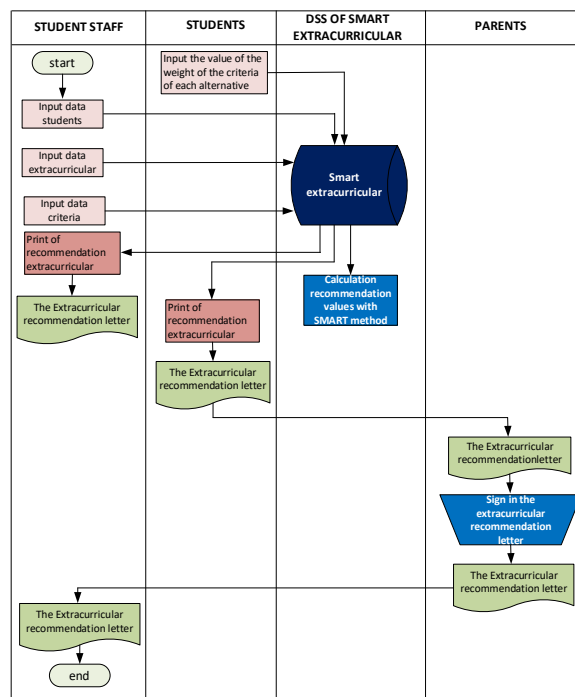 STUDENT STAFF
STUDENTS
DSS OF SMART
EXTRACURRICULAR
PARENTS
start
Input the value of the
weight of the criteria
of each alternative
Input data
students
Input data
extracurricular
Smart
extracurricular
Input data
criteria
Print of
recommendation
extracurricular
Calculation
recommendation
values with
SMART method
The Extracurricular
recommendation letter
Print of
recommendation
extracurricular
The Extracurricular
recommendation letter
The Extracurricular
recommendationletter
Sign in the
extracurricular
recommendation
letter
The Extracurricular
recommendation letter
The Extracurricular
recommendation letter
end